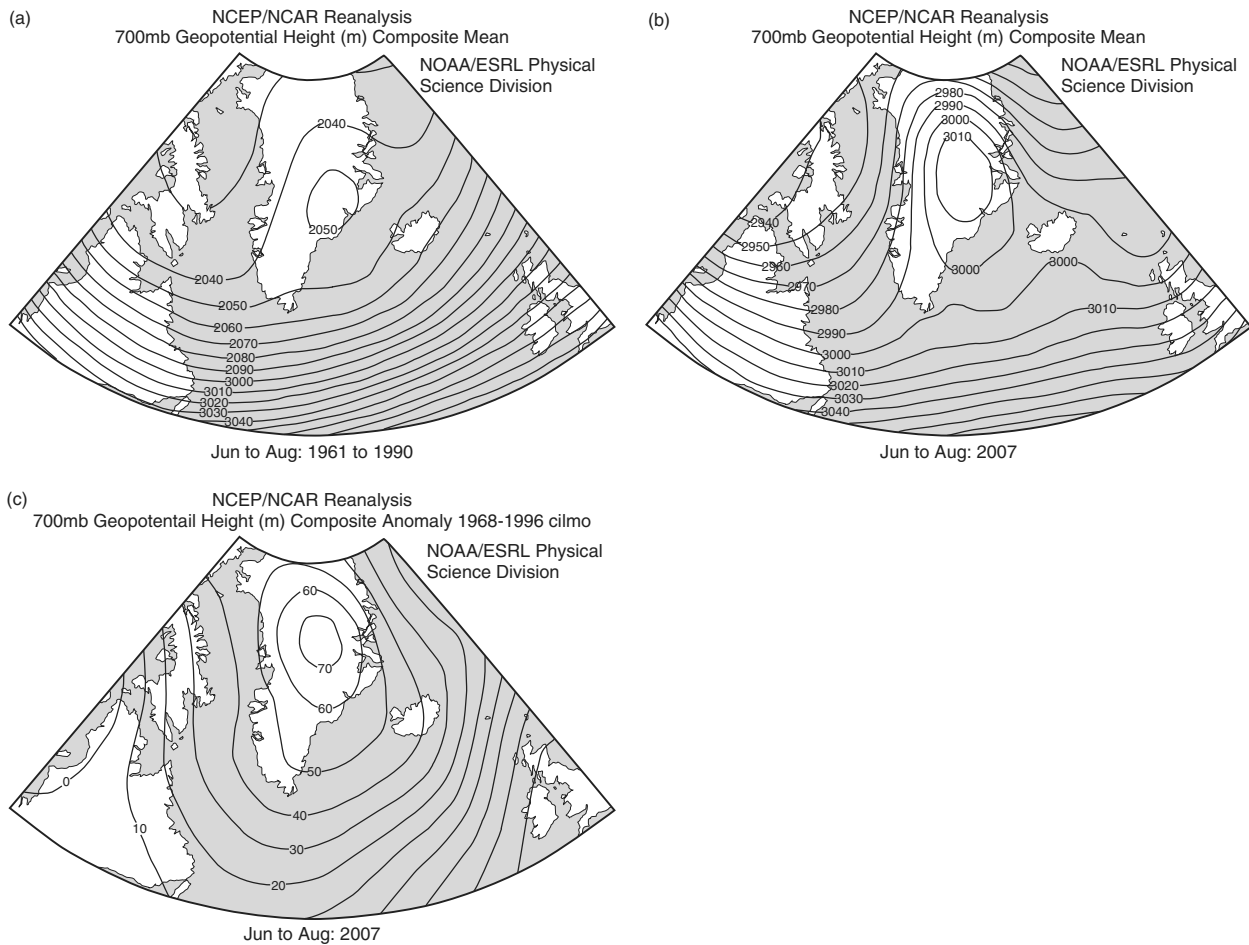 (a)
NCEP/NCAR Reanalysis
700mb Geopotential Height (m) Composite Mean
NOAA/ESRL Physical
Science Division
2040
2050
2040
2050
2060
2070
2080
2090
3000
3010
3020
3030
3040
Jun to Aug: 1961 to 1990
(b)
NCEP/NCAR Reanalysis
700mb Geopotential Height (m) Composite Mean
NOAA/ESRL Physical
Science Division
2980
2990
3000
3010
2940
2950
2960
2970
2980
2990
3000
3010
3020
3030
3040
3000
3000
3010
Jun to Aug: 2007
(c)
NCEP/NCAR Reanalysis
700mb Geopotentail Height (m) Composite Anomaly 1968-1996 cilmo
NOAA/ESRL Physical
Science Division
60
70
60
50
0
40
10
30
20
Jun to Aug: 2007